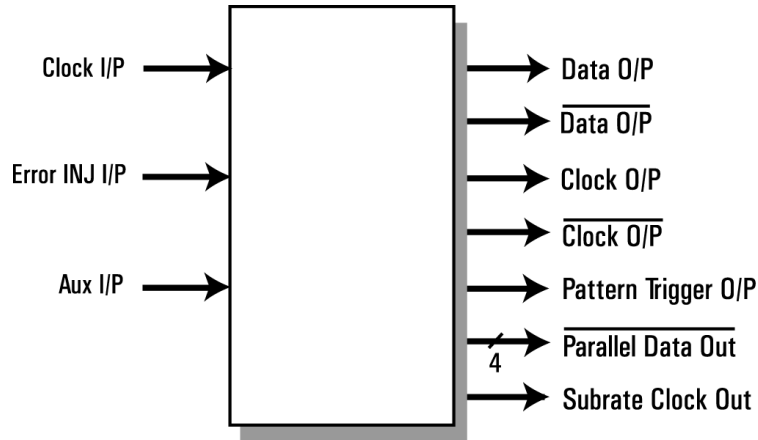 Clock I/P
Error INJ I/P
Aux I/P
Data O/P
Data O/P
Clock O/P
Clock O/P
Pattern Trigger O/P
Parallel Data Out
4
Subrate Clock Out